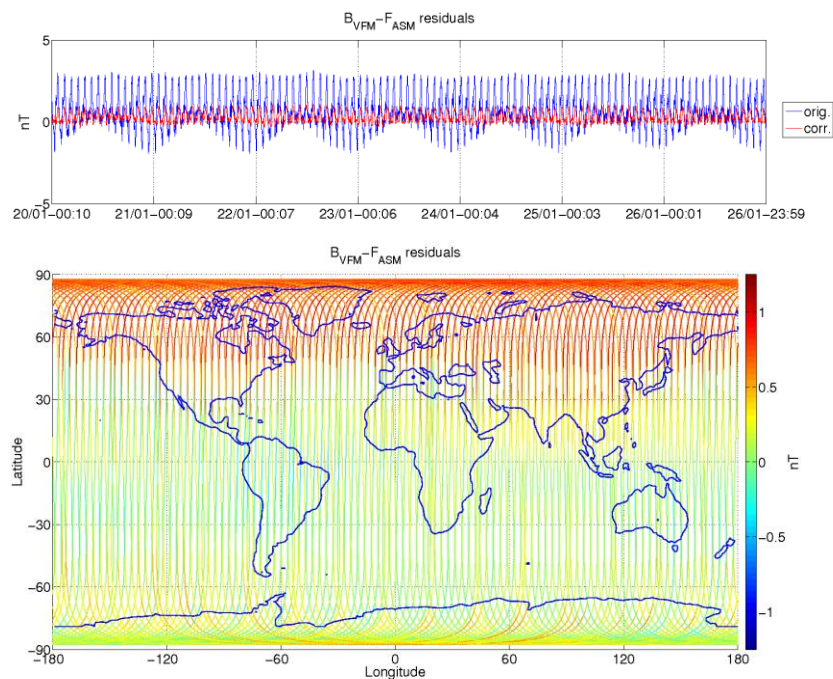 B_VFM−F_ASM residuals
5
0
−5
nT
20/01−00:10 21/01−00:09 22/01−00:07 23/01−00:06 24/01−00:04 25/01−00:03 26/01−00:01 26/01−23:59
orig.
corr.
B_VFM−F_ASM residuals
90
60
30
0
−30
−60
−90
Latitude
−180 −120 −60 0 60 120 180
Longitude
1
0.5
0
−0.5
−1
nT